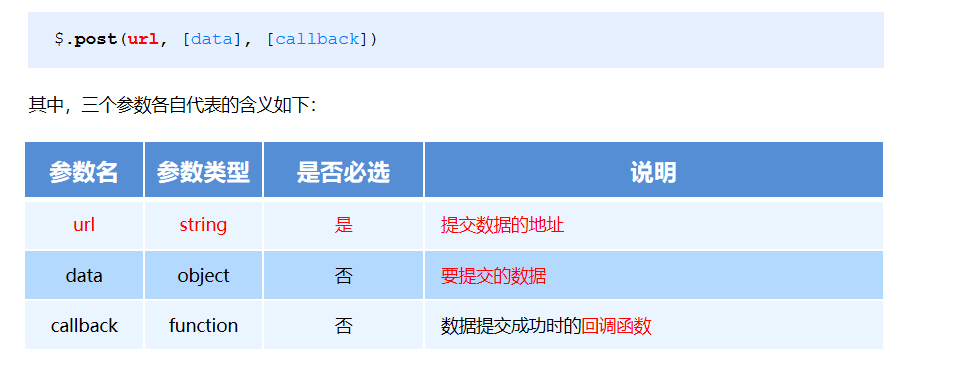 $.post(url, [data], [callback])
其中，三个参数各自代表的含义如下：
参数名 参数类型 是否必选 说明
url string 是 提交数据的地址
data object 否 要提交的数据
callback function 否 数据提交成功时的回调函数